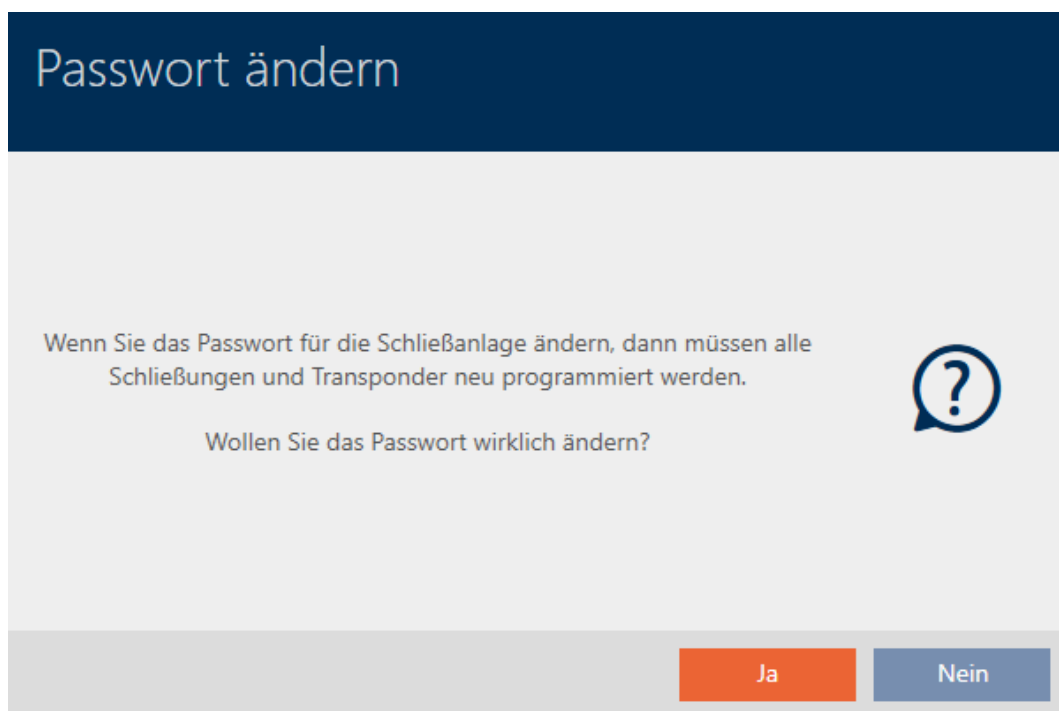 Passwort ändern
Wenn Sie das Passwort für die Schließanlage ändern, dann müssen alle
Schließungen und Transponder neu programmiert werden.
Wollen Sie das Passwort wirklich ändern?
?
Ja
Nein